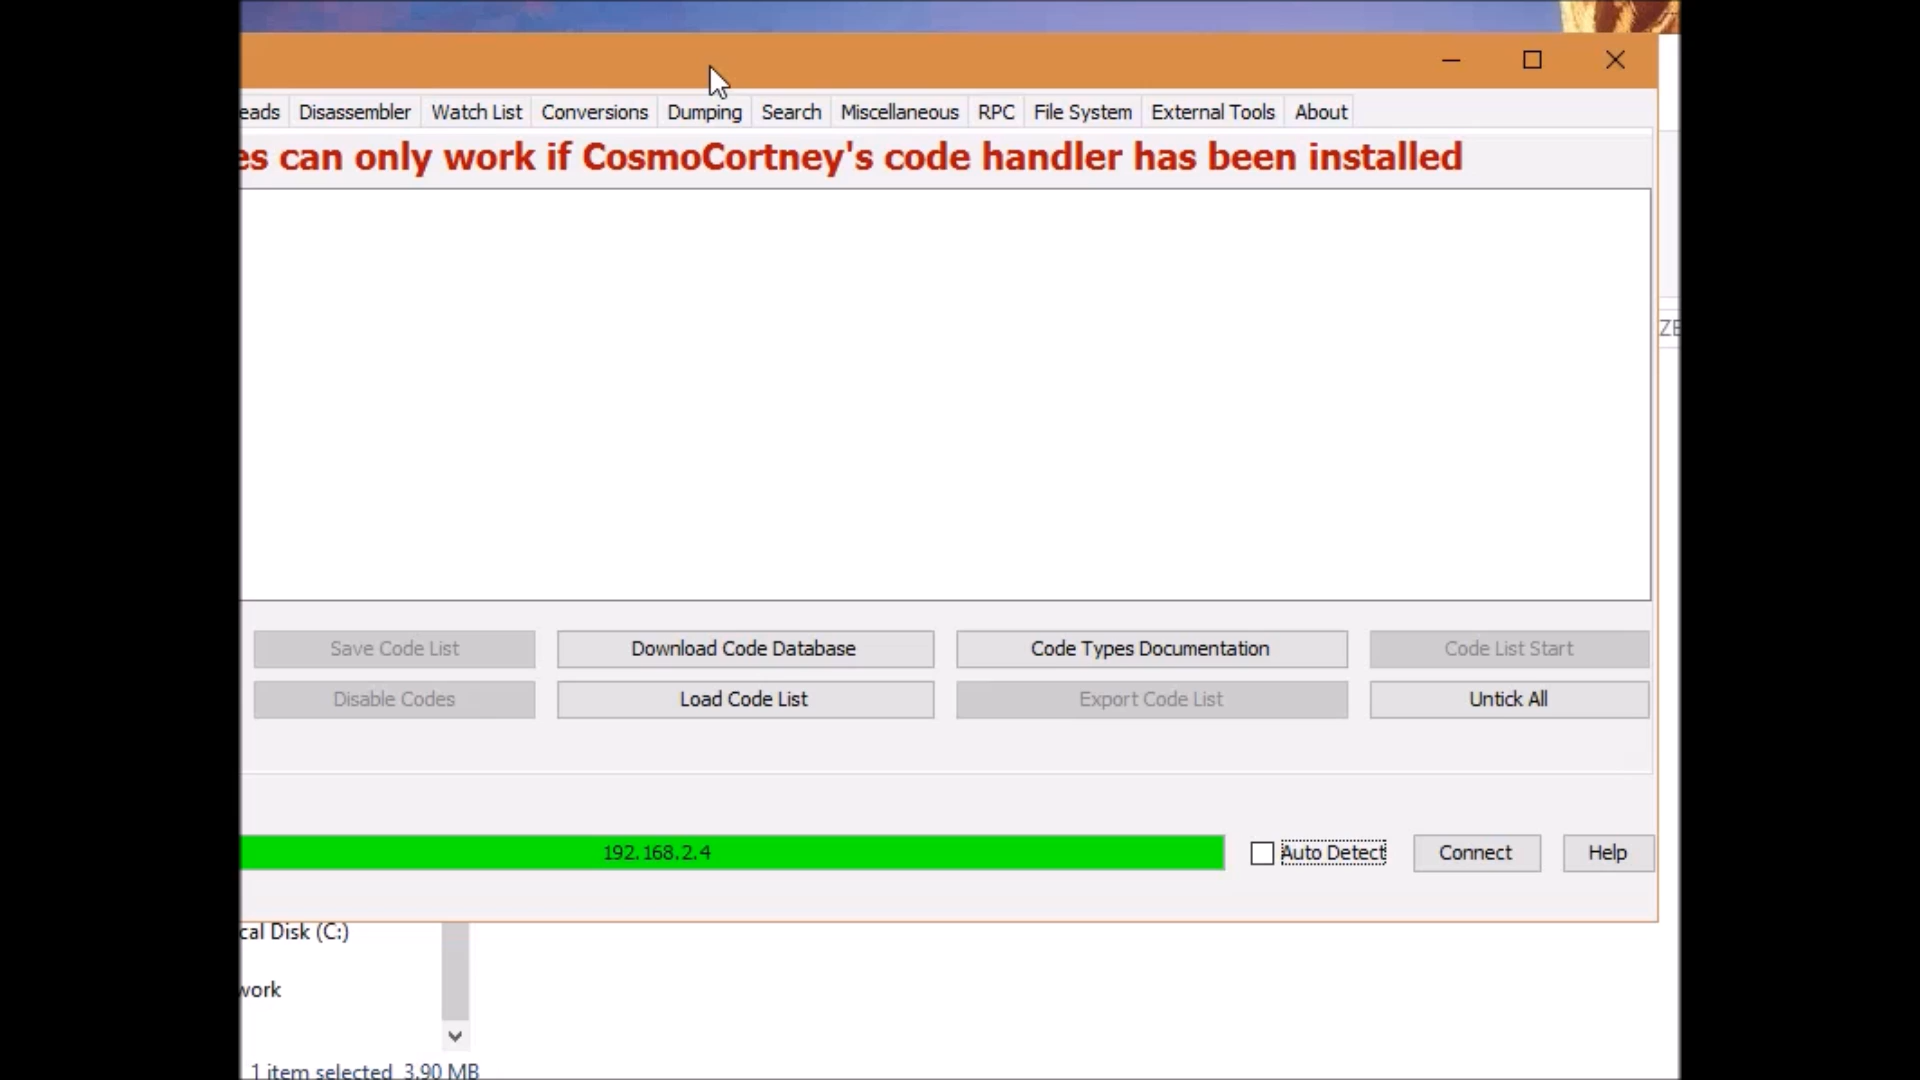 eads Disassembler Watch List Conversions Dumping Search Miscellaneous RPC File System External Tools About
es can only work if CosmoCortney's code handler has been installed
ZE
Save Code List Download Code Database Code Types Documentation Code List Start
Disable Codes Load Code List Export Code List Untick All
192.168.2.4 Auto Detect Connect Help
cal Disk (C:)
work
1 item selected 3.90 MB